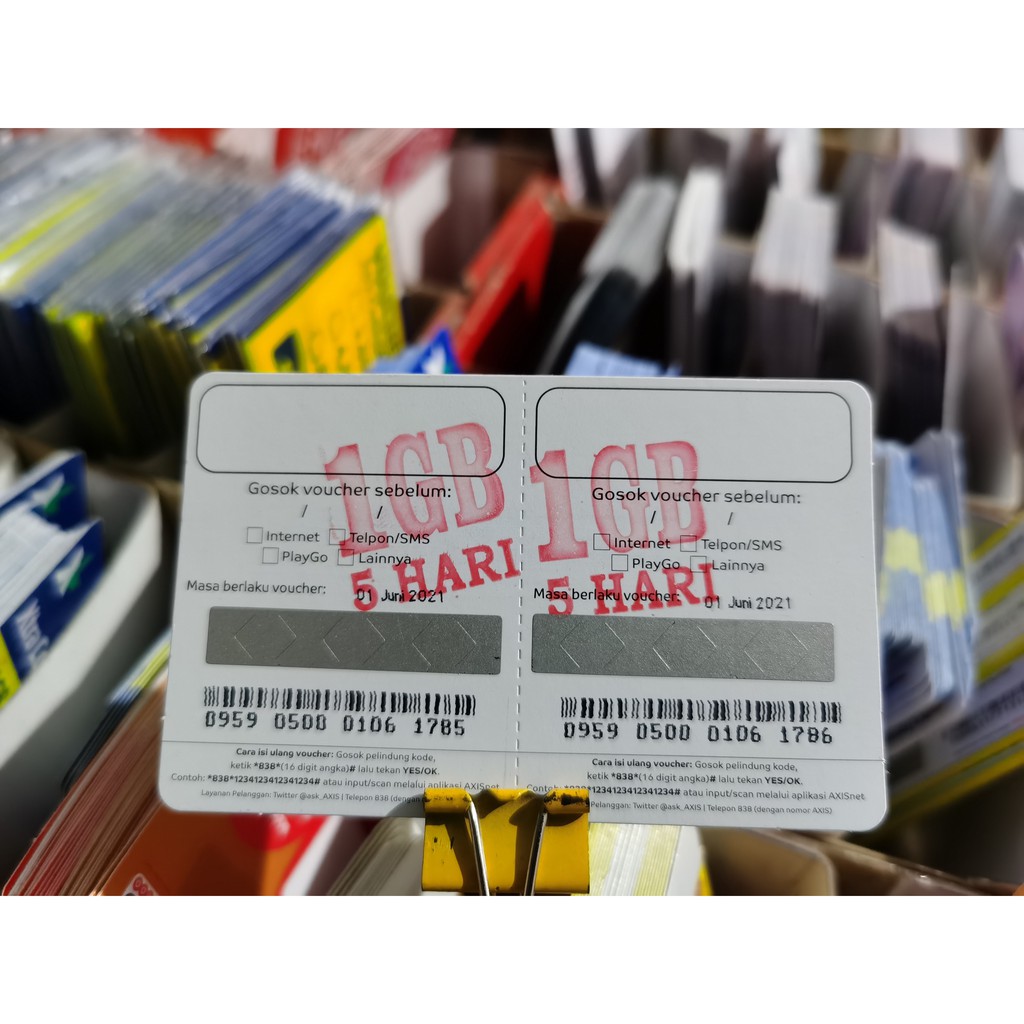 1GB
5 HARI
Gosok voucher sebelum:
/ /
Internet Telpon/SMS
PlayGo Lainnya
Masa berlaku voucher: 01 Juni 2021
0959 0500 0106 1785
Cara isi ulang voucher: Gosok pelindung kode,
ketik *838*(16 digit angka)# lalu tekan YES/OK.
Contoh: *838*1234123412341234# atau input/scan melalui aplikasi AXISnet
Layanan Pelanggan: Twitter @ask_AXIS | Telepon 838 (dengan
1GB
5 HARI
Gosok voucher sebelum:
/ /
Internet Telpon/SMS
PlayGo Lainnya
Masa berlaku voucher: 01 Juni 2021
0959 0500 0106 1786
Cara isi ulang voucher: Gosok pelindung kode,
ketik *838*(16 digit angka)# lalu tekan YES/OK.
Contoh: *838*1234123412341234# atau input/scan melalui aplikasi AXISnet
Pelanggan: Twitter @ask_AXIS | Telepon 838 (dengan nomor AXIS)